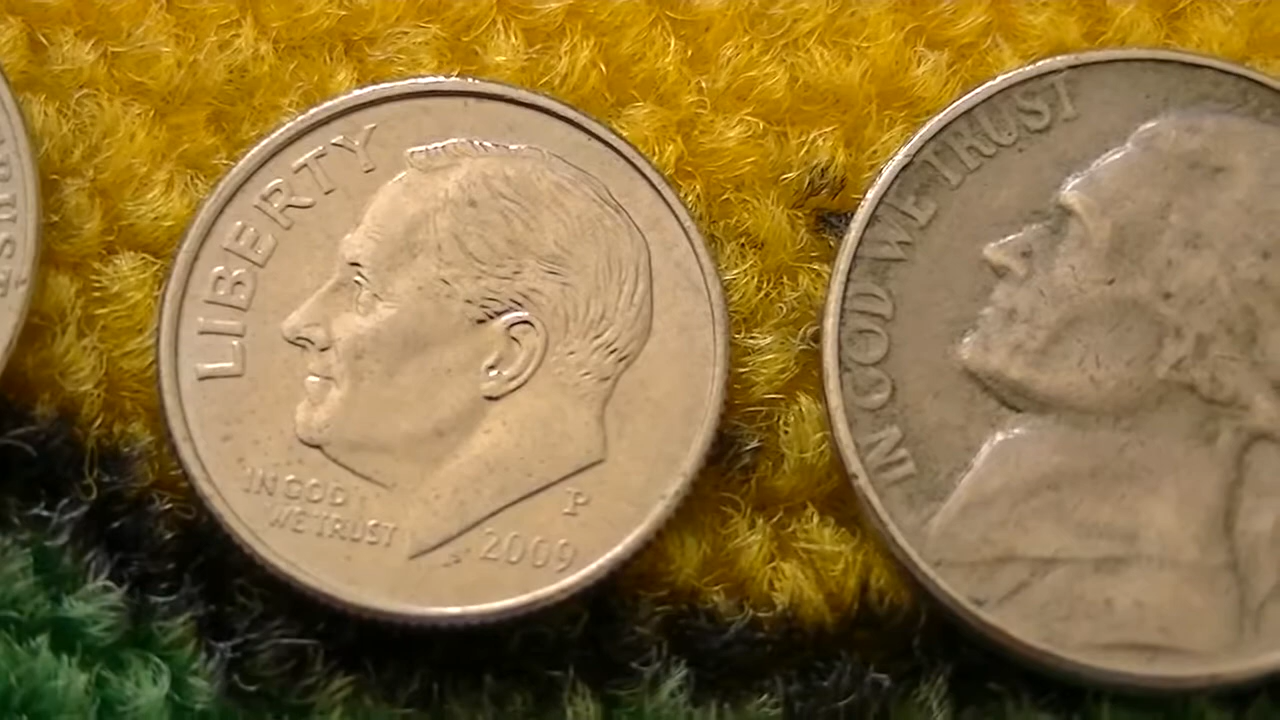 LIBERTY
IN GOD
WE TRUST
P
2009
IN GOD WE TRUST